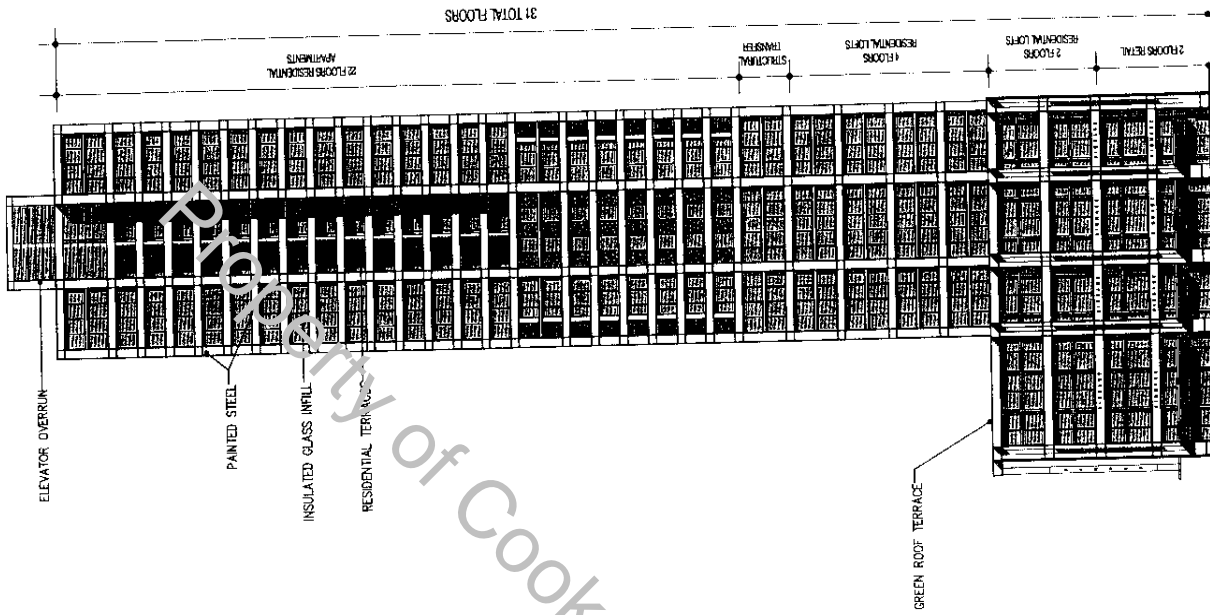 31 TOTAL FLOORS
22 FLOORS RESIDENTIAL
APARTMENTS
STRUCTURAL
TRANSFER
4 FLOORS
RESIDENTIAL LOFTS
2 FLOORS
RESIDENTIAL LOFTS
2 FLOORS RETAIL
ELEVATOR OVERRUN
PAINTED STEEL
INSULATED GLASS INFILL
RESIDENTIAL TERRACE
GREEN ROOF TERRACE
Property of Cook